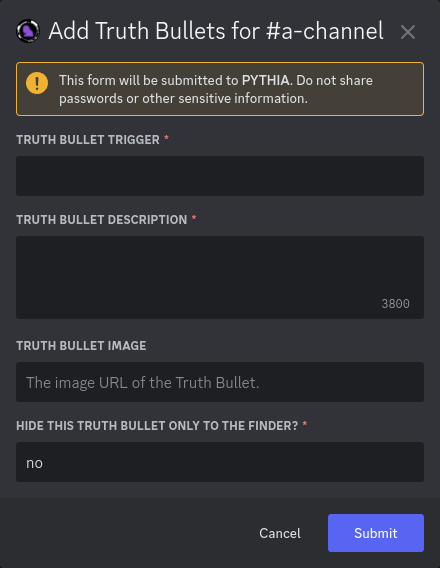 Add Truth Bullets for #a-channel
This form will be submitted to PYTHIA. Do not share
passwords or other sensitive information.
TRUTH BULLET TRIGGER *
TRUTH BULLET DESCRIPTION *
3800
TRUTH BULLET IMAGE
The image URL of the Truth Bullet.
HIDE THIS TRUTH BULLET ONLY TO THE FINDER? *
no
Cancel Submit